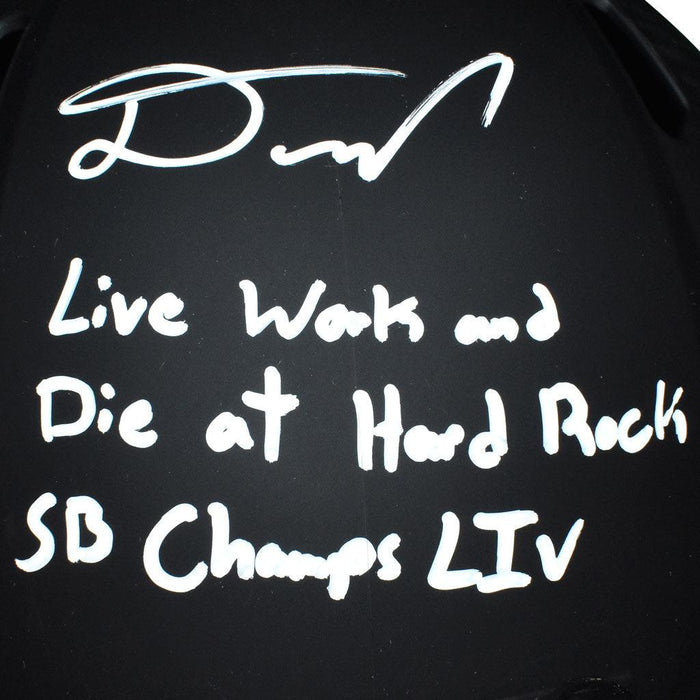 Live Work and
Die at Hard Rock
SB Champs LIV